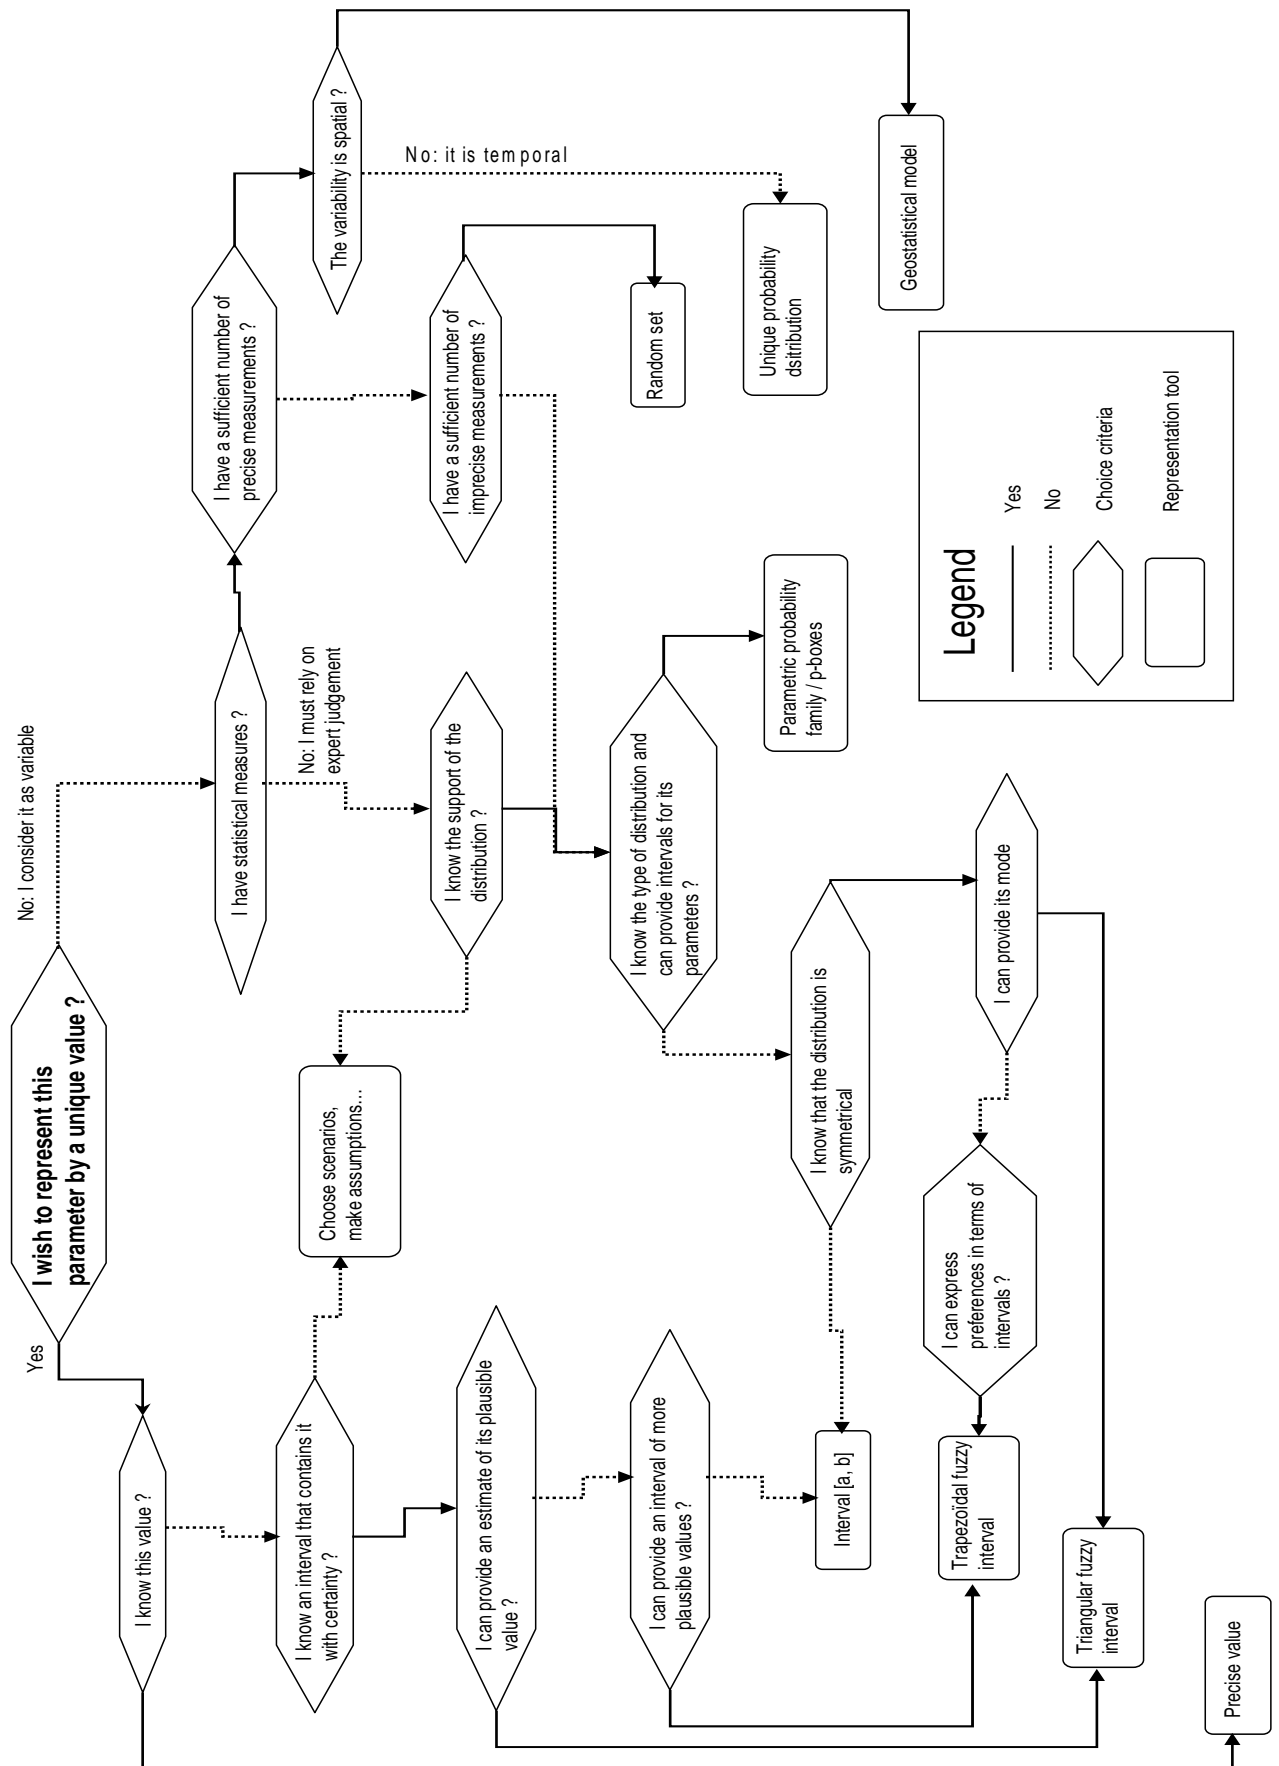 I wish to represent this
parameter by a unique value ?
Yes
No: I consider it as variable
I know this value ?
I have statistical measures ?
No: I must rely on
expert judgement
I have a sufficient number of
precise measurements ?
The variability is spatial ?
No: it is temporal
I know an interval that contains it
with certainty ?
Choose scenarios,
make assumptions…
I know the support of the
distribution ?
I have a sufficient number of
imprecise measurements ?
I can provide an estimate of its plausible
value ?
I can provide an interval of more
plausible values ?
I know the type of distribution and
can provide intervals for its
parameters ?
Random set
Unique probability
dsitribution
Geostatistical model
Parametric probability
family / p-boxes
I know that the distribution is
symmetrical
Interval [a, b]
I can express
preferences in terms of
intervals ?
I can provide its mode
Trapezoïdal fuzzy
interval
Triangular fuzzy
interval
Precise value
Legend
Yes
No
Choice criteria
Representation tool